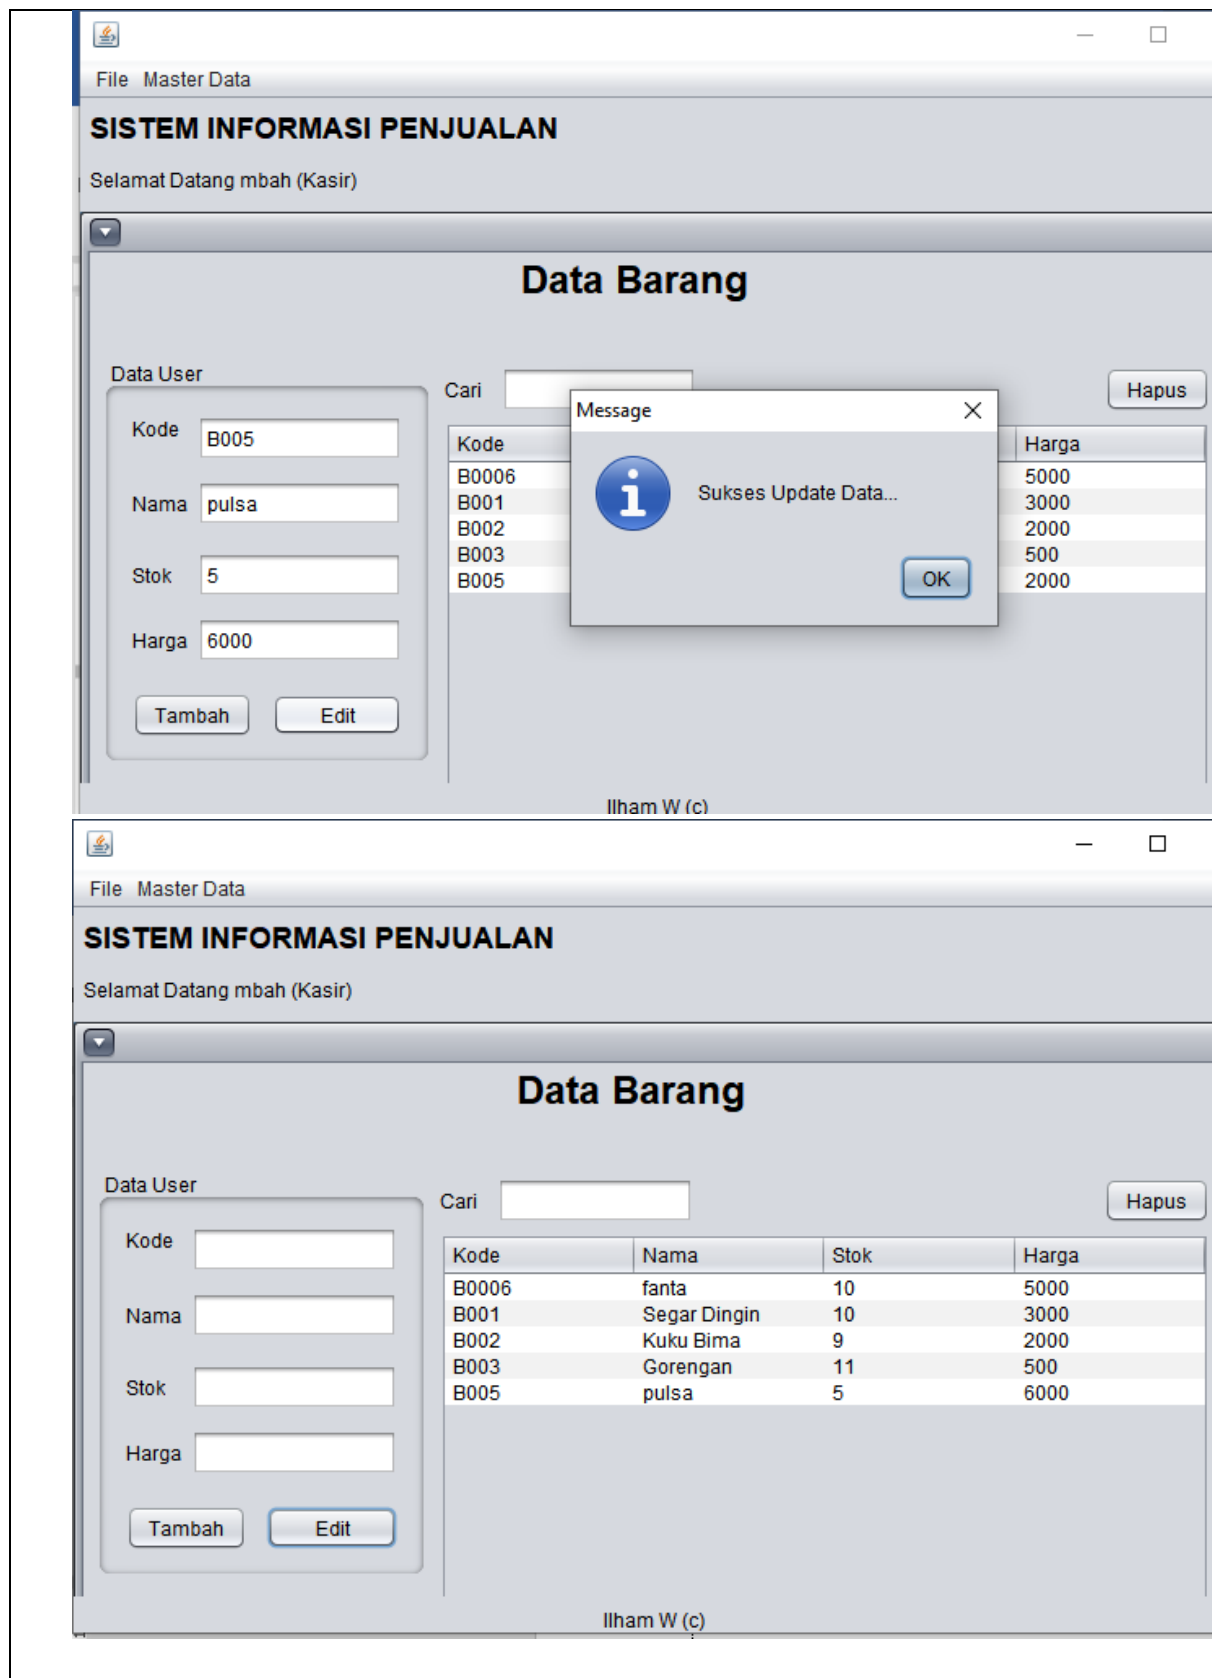 File Master Data
SISTEM INFORMASI PENJUALAN
Selamat Datang mbah (Kasir)
Data Barang
Data User
Kode B005
Nama pulsa
Stok 5
Harga 6000
Tambah Edit
Cari Hapus
Kode Harga
B0006 5000
B001 3000
B002 2000
B003 500
B005 2000
Message
Sukses Update Data...
OK
Ilham W (c)
File Master Data
SISTEM INFORMASI PENJUALAN
Selamat Datang mbah (Kasir)
Data Barang
Data User
Kode
Nama
Stok
Harga
Tambah Edit
Cari Hapus
Kode Nama Stok Harga
B0006 fanta 10 5000
B001 Segar Dingin 10 3000
B002 Kuku Bima 9 2000
B003 Gorengan 11 500
B005 pulsa 5 6000
Ilham W (c)